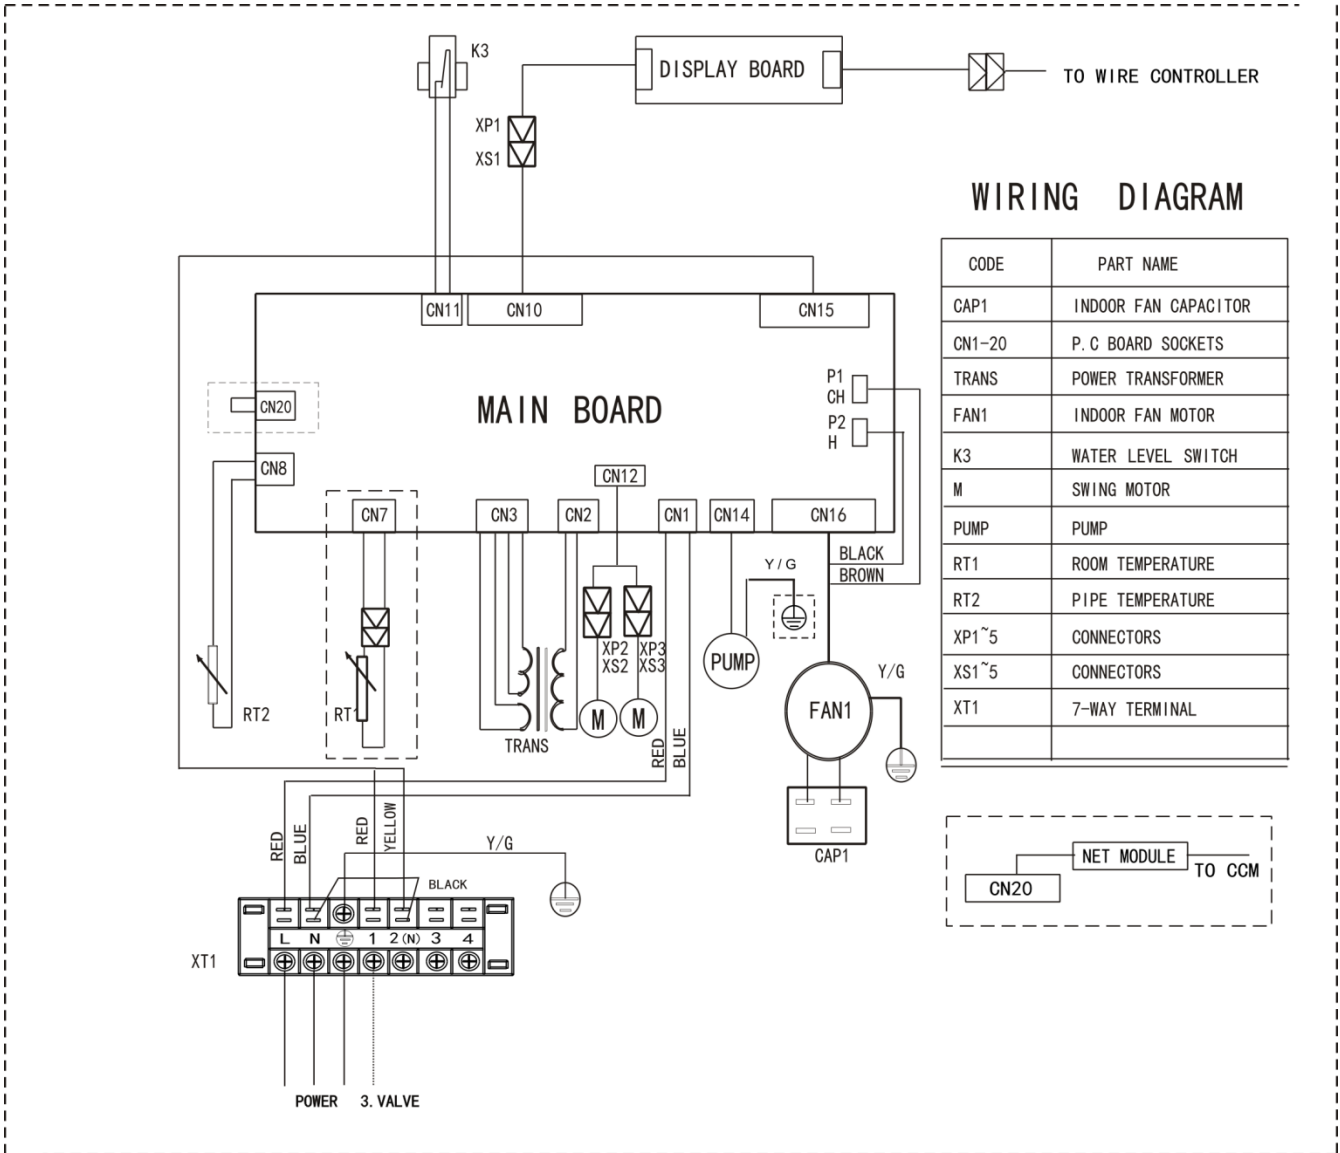 K3
DISPLAY BOARD
TO WIRE CONTROLLER
XP1
XS1
WIRING DIAGRAM
CODE PART NAME
CAP1 INDOOR FAN CAPACITOR
CN1-20 P.C BOARD SOCKETS
TRANS POWER TRANSFORMER
FAN1 INDOOR FAN MOTOR
K3 WATER LEVEL SWITCH
M SWING MOTOR
PUMP PUMP
RT1 ROOM TEMPERATURE
RT2 PIPE TEMPERATURE
XP1~5 CONNECTORS
XS1~5 CONNECTORS
XT1 7-WAY TERMINAL
CN11 CN10 CN15
CN20
MAIN BOARD
P1
CH
P2
H
CN8
CN12
CN7 CN3 CN2 CN1 CN14 CN16
BLACK
BROWN
Y/G
XP2 XP3
XS2 XS3
PUMP
Y/G
RT2
RT1
TRANS
M M
RED
BLUE
FAN1
CAP1
RED
BLUE
RED
YELLOW
Y/G
BLACK
L N 1 2(N) 3 4
XT1
POWER 3.VALVE
NET MODULE
TO CCM
CN20